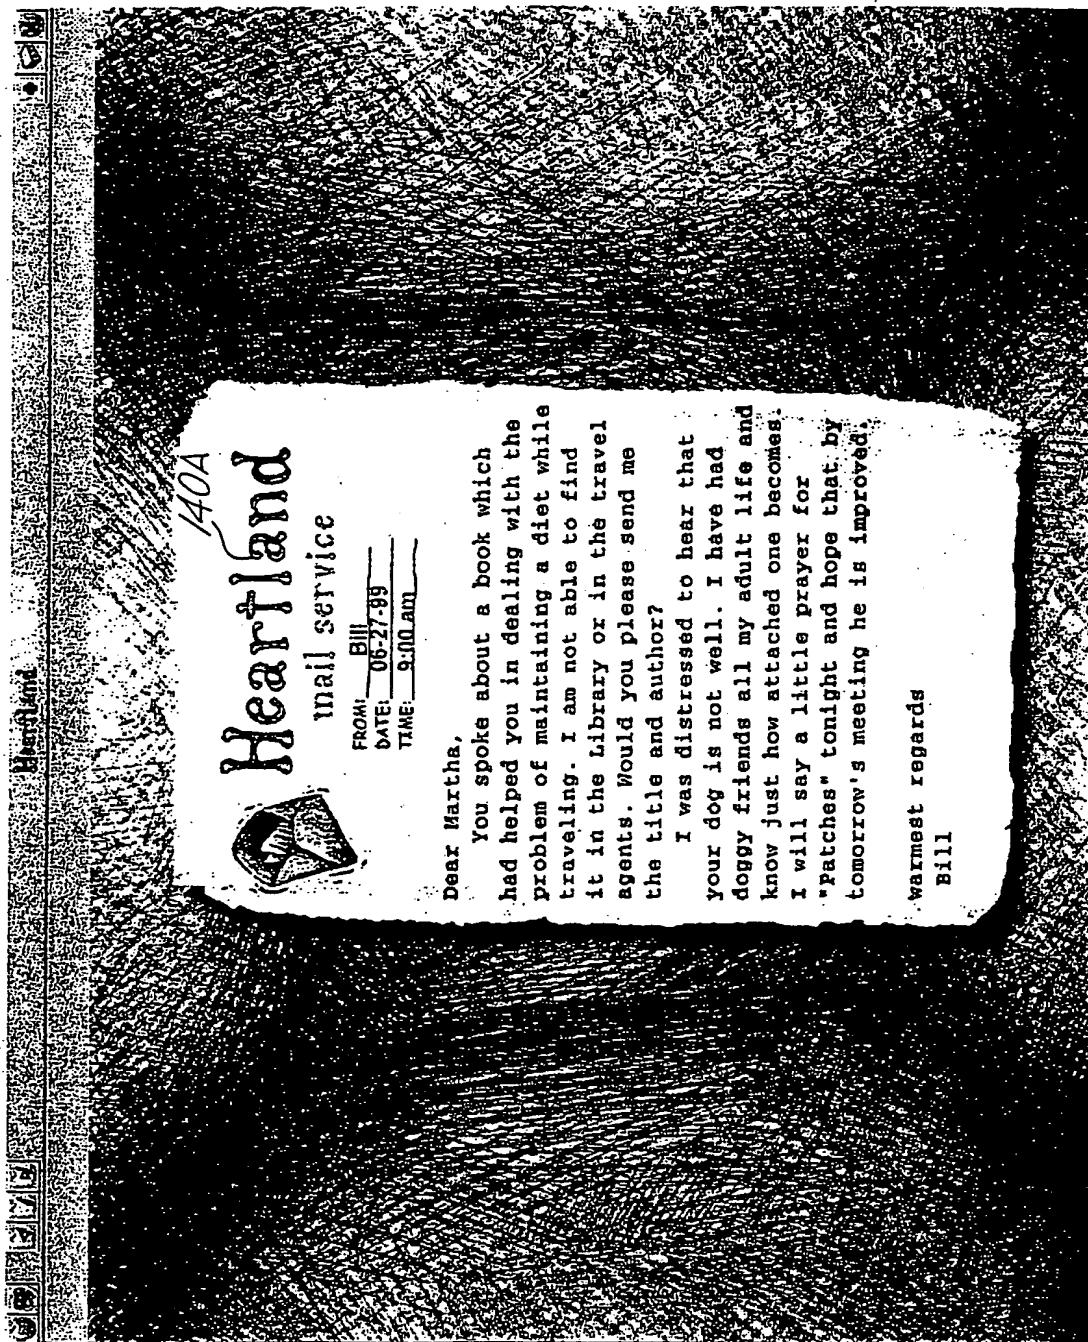 Heartland
140A
Heartland
mail service
FROM: Bill
DATE: 06-27-99
TIME: 9:00 am
Dear Martha,
You spoke about a book which
had helped you in dealing with the
problem of maintaining a diet while
traveling. I am not able to find
it in the Library or in the travel
agents. Would you please send me
the title and author?
I was distressed to hear that
your dog is not well. I have had
doggy friends all my adult life and
know just how attached one becomes.
I will say a little prayer for
"Patches" tonight and hope that by
tomorrow's meeting he is improved.
warmest regards
Bill